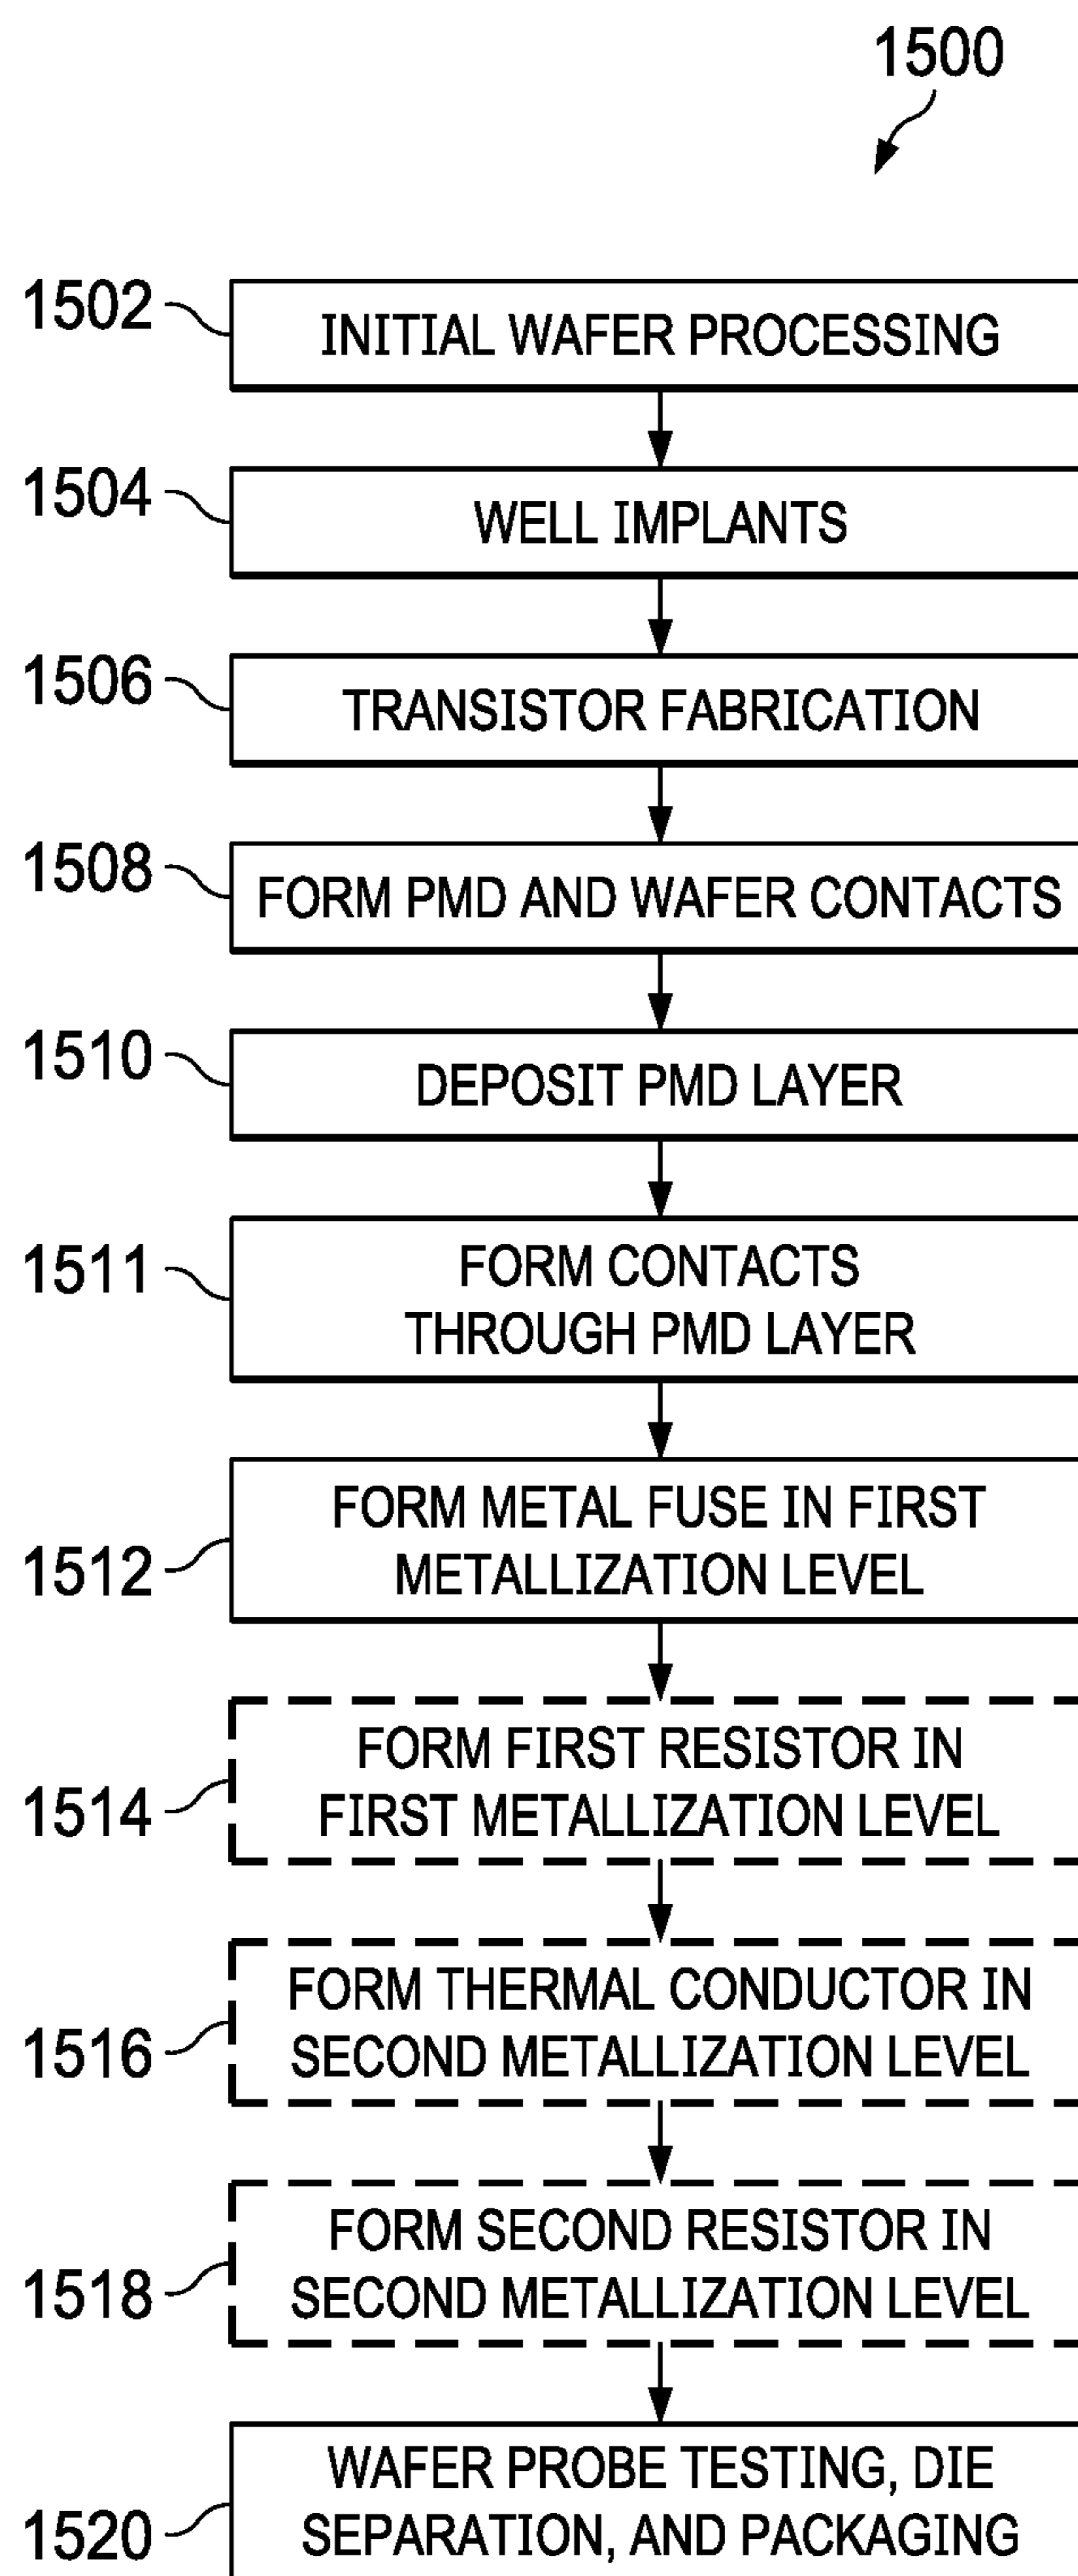 1500
1502
INITIAL WAFER PROCESSING
1504
WELL IMPLANTS
1506
TRANSISTOR FABRICATION
1508
FORM PMD AND WAFER CONTACTS
1510
DEPOSIT PMD LAYER
1511
FORM CONTACTS
THROUGH PMD LAYER
1512
FORM METAL FUSE IN FIRST
METALLIZATION LEVEL
1514
FORM FIRST RESISTOR IN
FIRST METALLIZATION LEVEL
1516
FORM THERMAL CONDUCTOR IN
SECOND METALLIZATION LEVEL
1518
FORM SECOND RESISTOR IN
SECOND METALLIZATION LEVEL
1520
WAFER PROBE TESTING, DIE
SEPARATION, AND PACKAGING